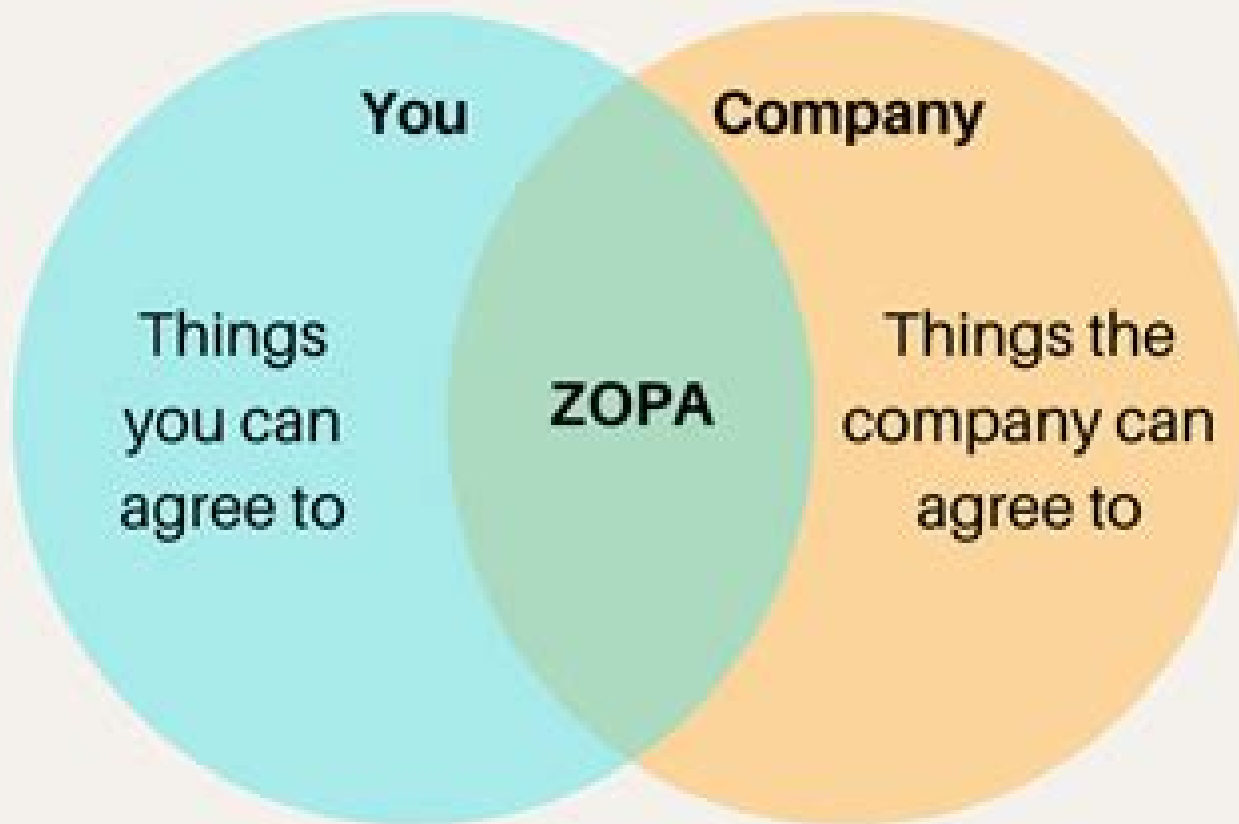 You
Company
Things
you can
agree to
ZOPA
Things the
company can
agree to